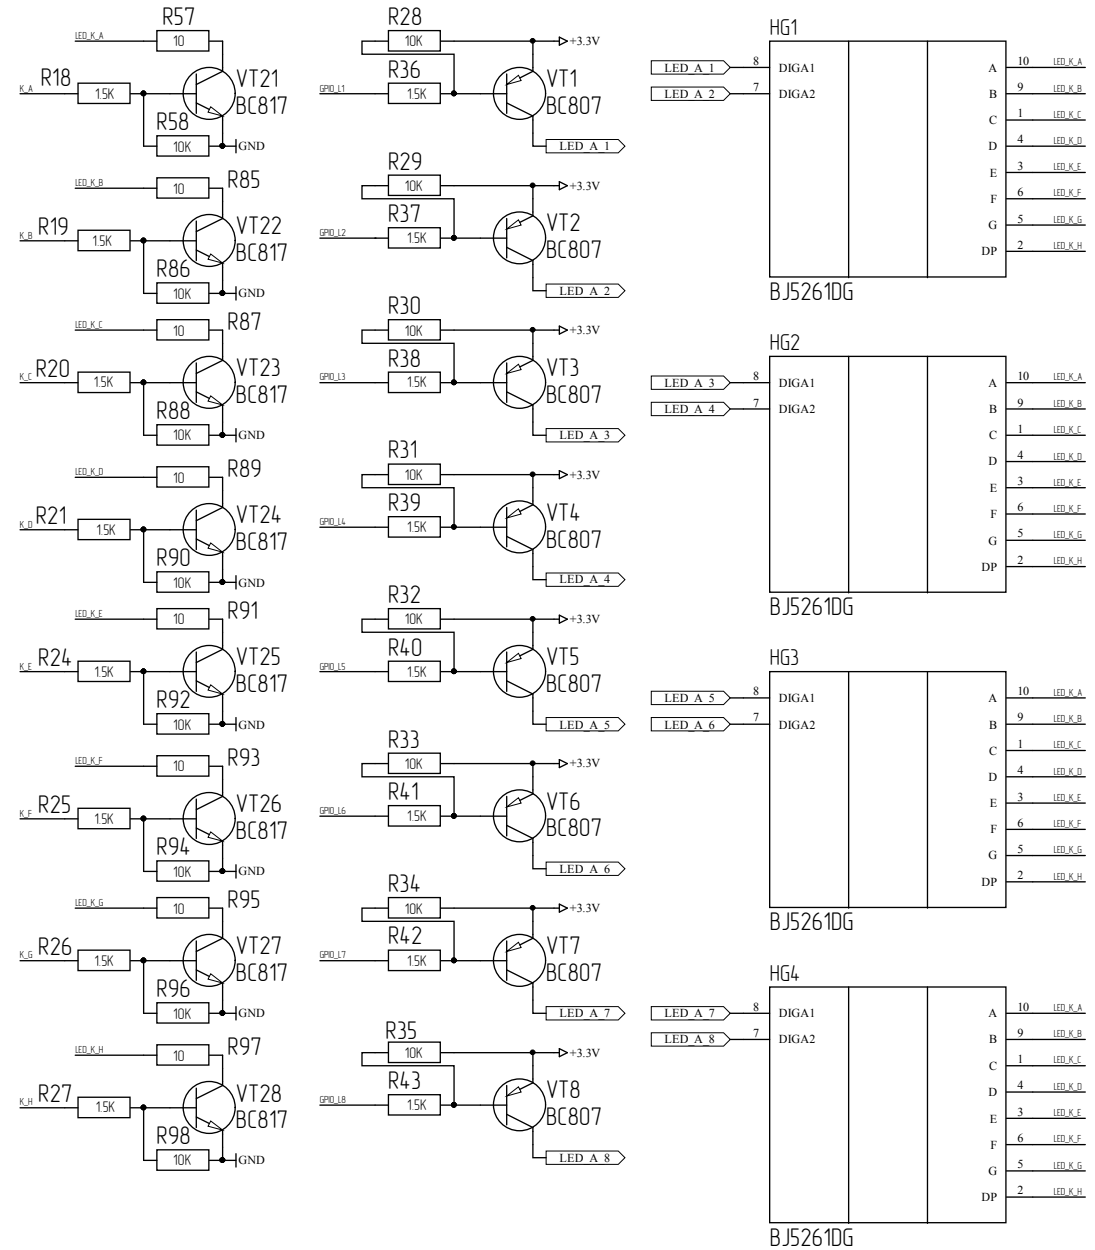 R57
LED_K_A
10
R18
VT21
K_A
1.5K
BC817
R58
10K
GND
LED_K_B
10
R85
R19
VT22
K_B
1.5K
BC817
R86
10K
GND
LED_K_C
10
R87
R20
VT23
K_C
1.5K
BC817
R88
10K
GND
LED_K_D
10
R89
R21
VT24
K_D
1.5K
BC817
R90
10K
GND
LED_K_E
10
R91
R24
VT25
K_E
1.5K
BC817
R92
10K
GND
LED_K_F
10
R93
R25
VT26
K_F
1.5K
BC817
R94
10K
GND
LED_K_G
10
R95
R26
VT27
K_G
1.5K
BC817
R96
10K
GND
LED_K_H
10
R97
R27
VT28
K_H
1.5K
BC817
R98
10K
GND
R28
10K
+3.3V
R36
VT1
GPIO_L1
1.5K
BC807
LED_A_1
R29
10K
+3.3V
R37
VT2
GPIO_L2
1.5K
BC807
LED_A_2
R30
10K
+3.3V
R38
VT3
GPIO_L3
1.5K
BC807
LED_A_3
R31
10K
+3.3V
R39
VT4
GPIO_L4
1.5K
BC807
LED_A_4
R32
10K
+3.3V
R40
VT5
GPIO_L5
1.5K
BC807
LED_A_5
R33
10K
+3.3V
R41
VT6
GPIO_L6
1.5K
BC807
LED_A_6
R34
10K
+3.3V
R42
VT7
GPIO_L7
1.5K
BC807
LED_A_7
R35
10K
+3.3V
R43
VT8
GPIO_L8
1.5K
BC807
LED_A_8
HG1
LED_A_1 8 DIGA1
LED_A_2 7 DIGA2
A 10 LED_K_A
B 9 LED_K_B
C 1 LED_K_C
D 4 LED_K_D
E 3 LED_K_E
F 6 LED_K_F
G 5 LED_K_G
DP 2 LED_K_H
BJ5261DG
HG2
LED_A_3 8 DIGA1
LED_A_4 7 DIGA2
A 10 LED_K_A
B 9 LED_K_B
C 1 LED_K_C
D 4 LED_K_D
E 3 LED_K_E
F 6 LED_K_F
G 5 LED_K_G
DP 2 LED_K_H
BJ5261DG
HG3
LED_A_5 8 DIGA1
LED_A_6 7 DIGA2
A 10 LED_K_A
B 9 LED_K_B
C 1 LED_K_C
D 4 LED_K_D
E 3 LED_K_E
F 6 LED_K_F
G 5 LED_K_G
DP 2 LED_K_H
BJ5261DG
HG4
LED_A_7 8 DIGA1
LED_A_8 7 DIGA2
A 10 LED_K_A
B 9 LED_K_B
C 1 LED_K_C
D 4 LED_K_D
E 3 LED_K_E
F 6 LED_K_F
G 5 LED_K_G
DP 2 LED_K_H
BJ5261DG